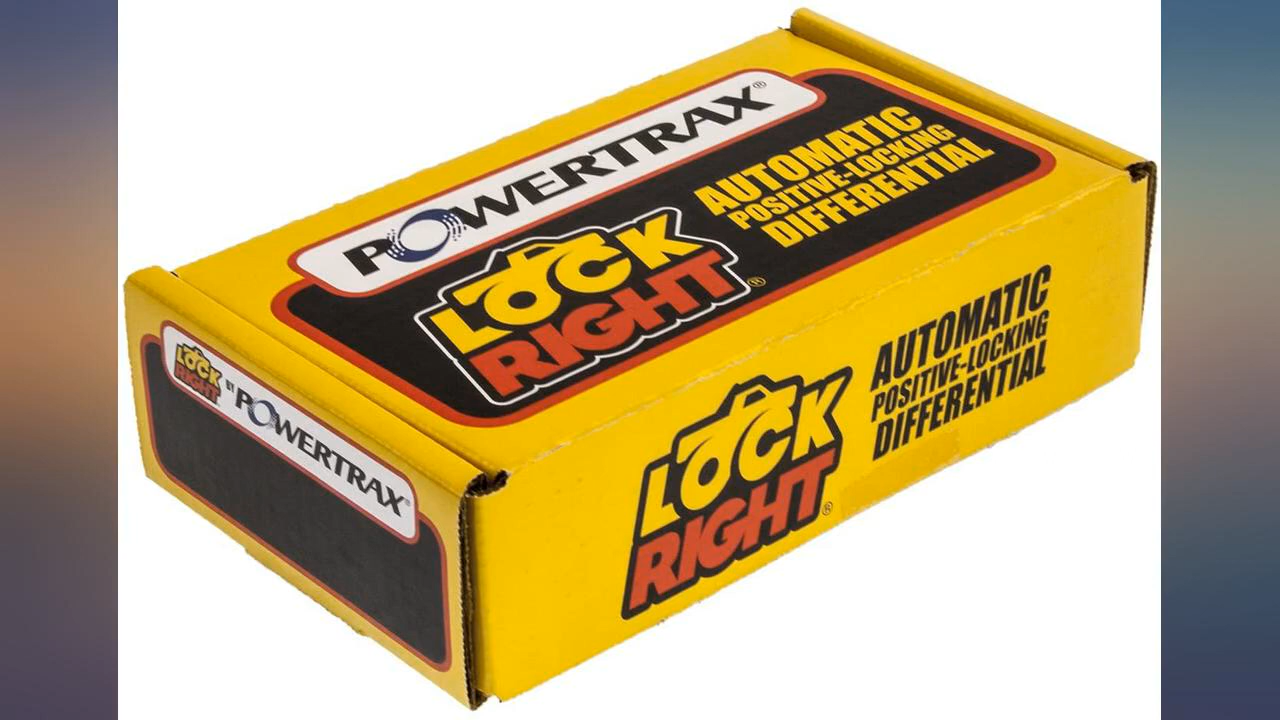 POWERTRAX®
LOCK
RIGHT®
AUTOMATIC
POSITIVE-LOCKING
DIFFERENTIAL
LOCK
RIGHT
BY POWERTRAX®
LOCK
RIGHT®
AUTOMATIC
POSITIVE-LOCKING
DIFFERENTIAL